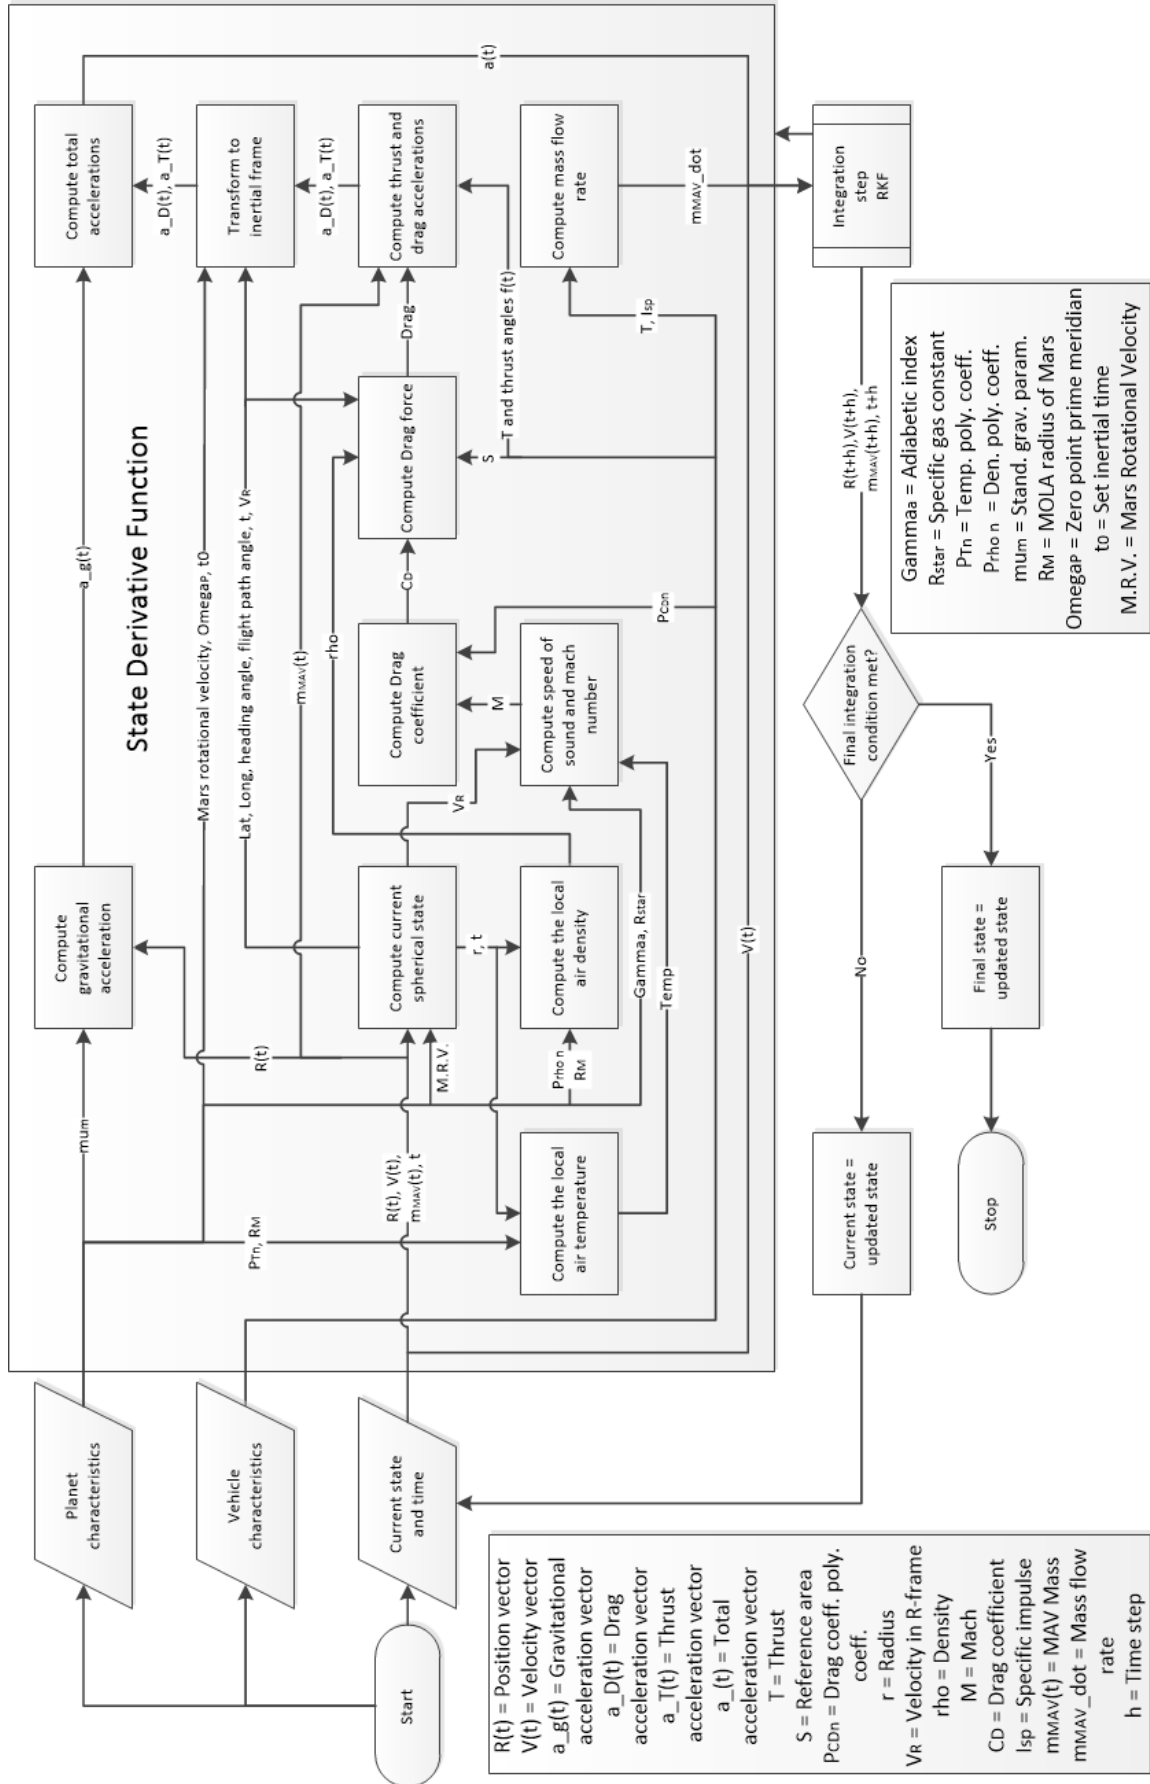 State Derivative Function
Start
Planet
characteristics
Vehicle
characteristics
Current state
and time
mum
PTn, RM
R(t), V(t),
mMAV(t), t
R(t)
M.R.V.
Prho n
RM
Compute
gravitational
acceleration
Compute current
spherical state
r, t
Compute the local
air density
Compute the local
air temperature
a_g(t)
Mars rotational velocity, OmegaP, t0
Lat, Long, heading angle, flight path angle, t, VR
mMAV(t)
rho
VR
Gammaa, Rstar
Temp
V(t)
Compute Drag
coefficient
M
Compute speed of
sound and mach
number
CD
PCDn
Compute Drag force
S
Drag
T and thrust angles f(t)
T, Isp
Compute total
accelerations
a_D(t), a_T(t)
Transform to
inertial frame
a_D(t), a_T(t)
Compute thrust and
drag accelerations
Compute mass flow
rate
mMAV_dot
a(t)
Integration
step
RKF
R(t+h),V(t+h),
mMAV(t+h), t+h
Final integration
condition met?
No
Yes
Current state =
updated state
Final state =
updated state
Stop
R(t) = Position vector
V(t) = Velocity vector
a_g(t) = Gravitational
acceleration vector
a_D(t) = Drag
acceleration vector
a_T(t) = Thrust
acceleration vector
a_(t) = Total
acceleration vector
T = Thrust
S = Reference area
PCDn = Drag coeff. poly.
coeff.
r = Radius
VR = Velocity in R-frame
rho = Density
M = Mach
CD = Drag coefficient
Isp = Specific impulse
mMAV(t) = MAV Mass
mMAV_dot = Mass flow
rate
h = Time step
Gammaa = Adiabetic index
Rstar = Specific gas constant
PTn = Temp. poly. coeff.
Prho n = Den. poly. coeff.
mum = Stand. grav. param.
RM = MOLA radius of Mars
OmegaP = Zero point prime meridian
to = Set inertial time
M.R.V. = Mars Rotational Velocity